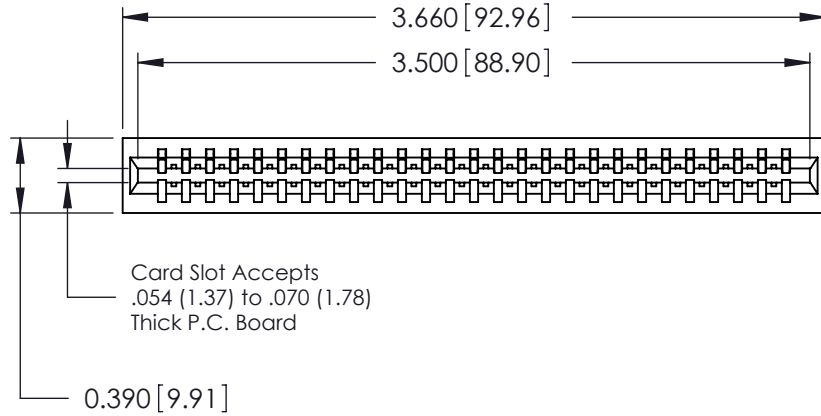 3.660 [92.96]
3.500 [88.90]
Card Slot Accepts
.054 (1.37) to .070 (1.78)
Thick P.C. Board
0.390 [9.91]